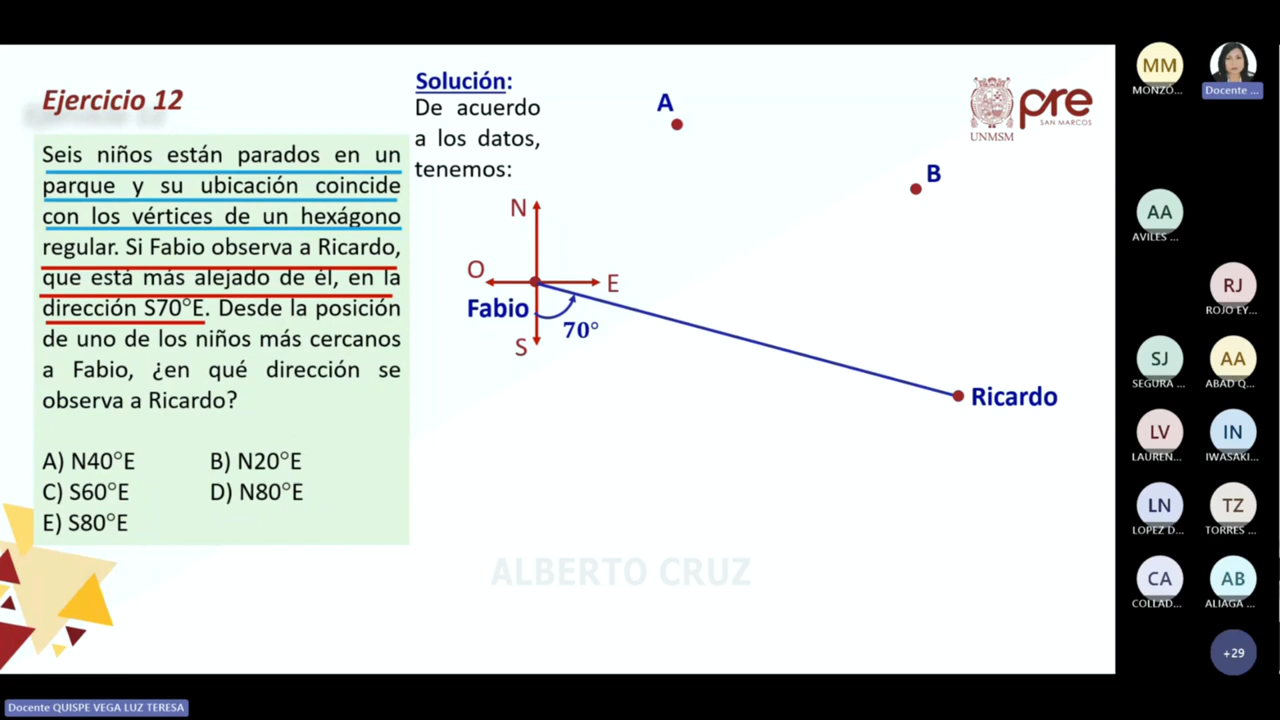 Ejercicio 12
Seis niños están parados en un
parque y su ubicación coincide
con los vértices de un hexágono
regular. Si Fabio observa a Ricardo,
que está más alejado de él, en la
dirección S70°E. Desde la posición
de uno de los niños más cercanos
a Fabio, ¿en qué dirección se
observa a Ricardo?
A) N40°E B) N20°E
C) S60°E D) N80°E
E) S80°E
Solución:
De acuerdo
a los datos,
tenemos:
A
B
N
O
E
Fabio
S
70°
Ricardo
UNMSM
pre
SAN MARCOS
ALBERTO CRUZ
MM
MONZÓ...
Docente ...
AA
AVILES ...
RJ
ROJO EY...
SJ
SEGURA ...
AA
ABAD Q...
LV
LAUREN...
IN
IWASAKI...
LN
LOPEZ D...
TZ
TORRES ...
CA
COLLAD...
AB
ALIAGA ...
+29
Docente QUISPE VEGA LUZ TERESA